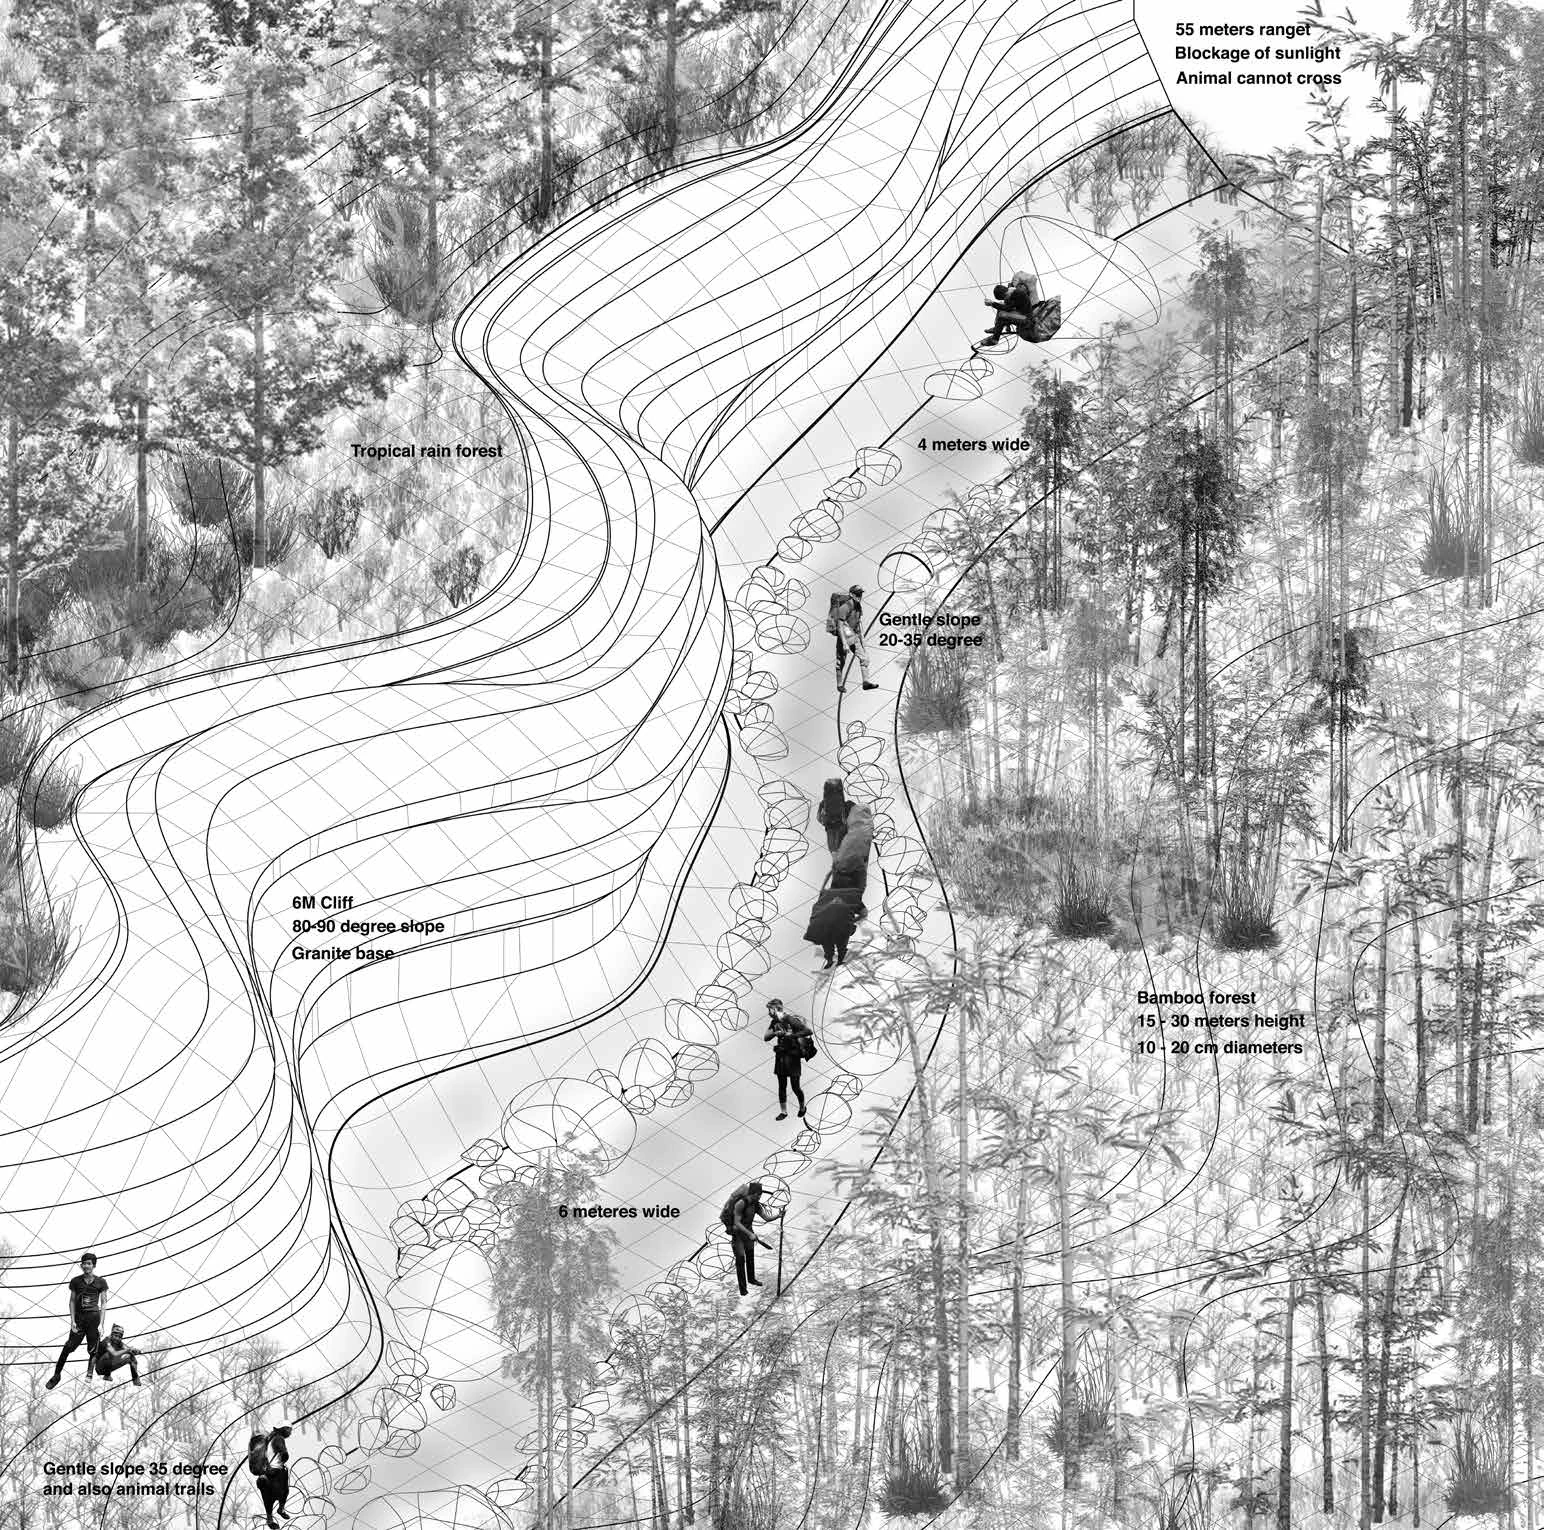 55 meters ranget
Blockage of sunlight
Animal cannot cross
Tropical rain forest
4 meters wide
Gentle slope
20-35 degree
6M Cliff
80-90 degree slope
Granite base
Bamboo forest
15 - 30 meters height
10 - 20 cm diameters
6 meteres wide
Gentle slope 35 degree
and also animal trails